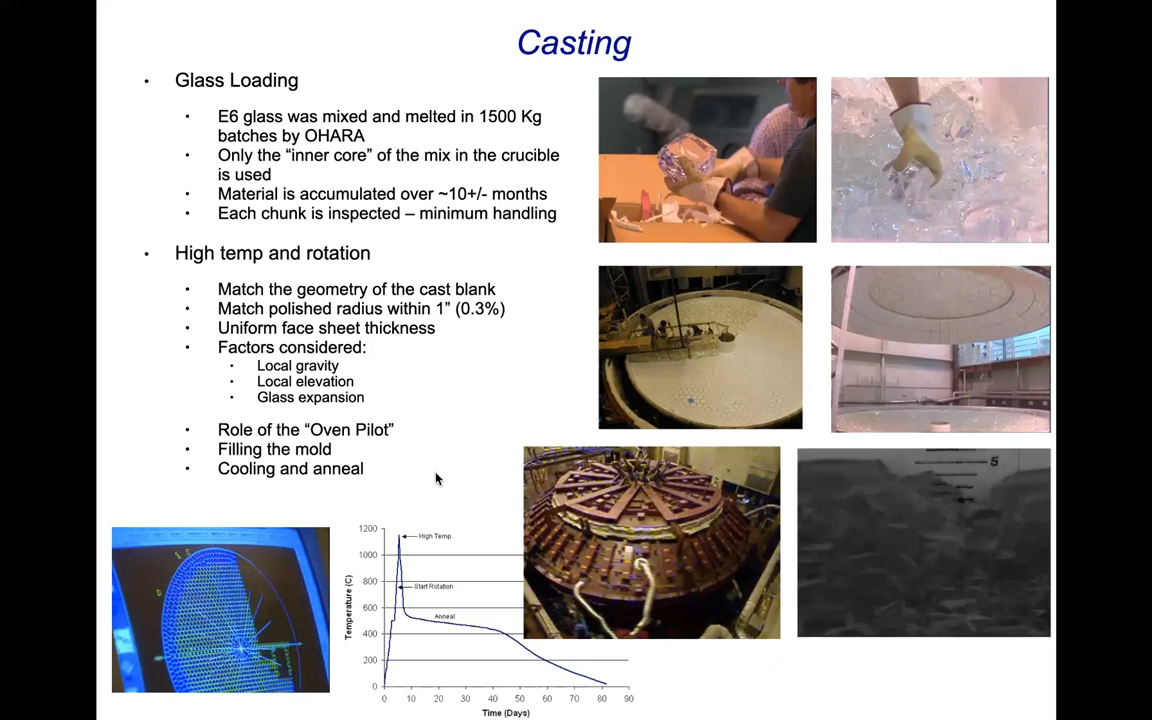 Casting
• Glass Loading
• E6 glass was mixed and melted in 1500 Kg
batches by OHARA
• Only the “inner core” of the mix in the crucible
is used
• Material is accumulated over ~10+/- months
• Each chunk is inspected – minimum handling
• High temp and rotation
• Match the geometry of the cast blank
• Match polished radius within 1” (0.3%)
• Uniform face sheet thickness
• Factors considered:
• Local gravity
• Local elevation
• Glass expansion
• Role of the “Oven Pilot”
• Filling the mold
• Cooling and anneal
5
1200
1000
800
600
400
200
0
Temperature (C)
High Temp.
Start Rotation
Anneal
0 10 20 30 40 50 60 70 80 90
Time (Days)